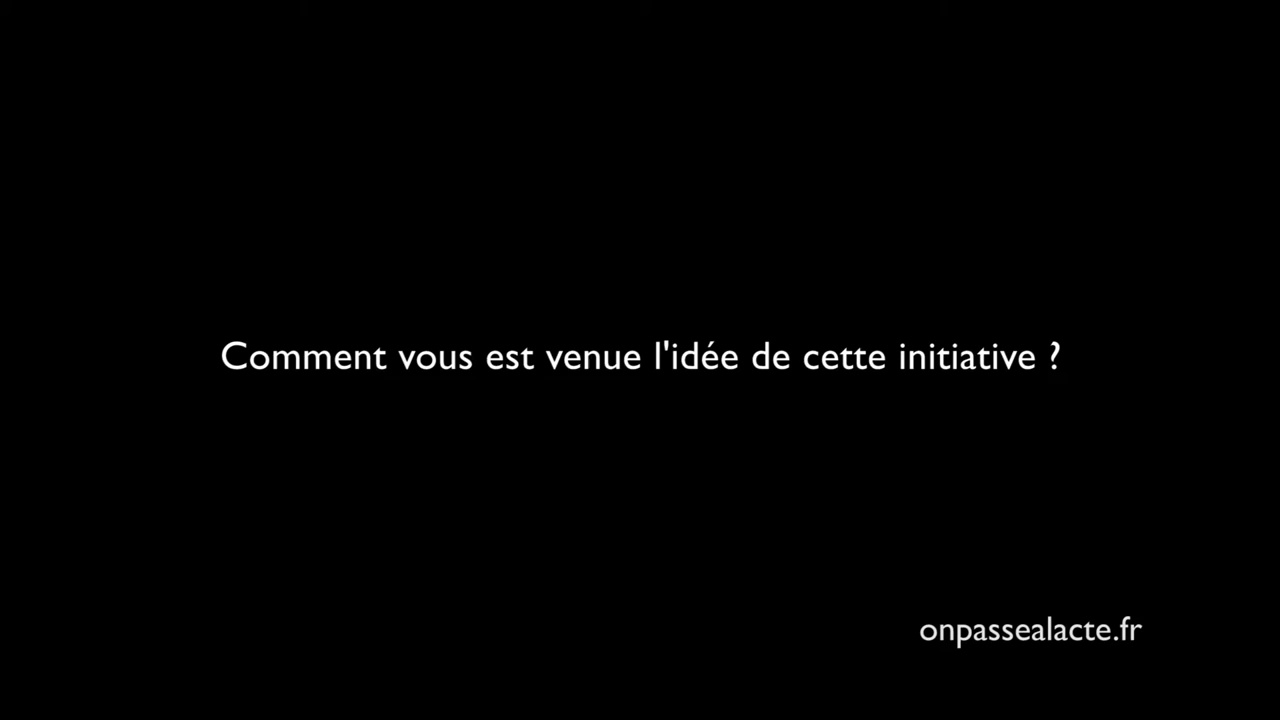 Comment vous est venue l'idée de cette initiative ?
onpassealacte.fr